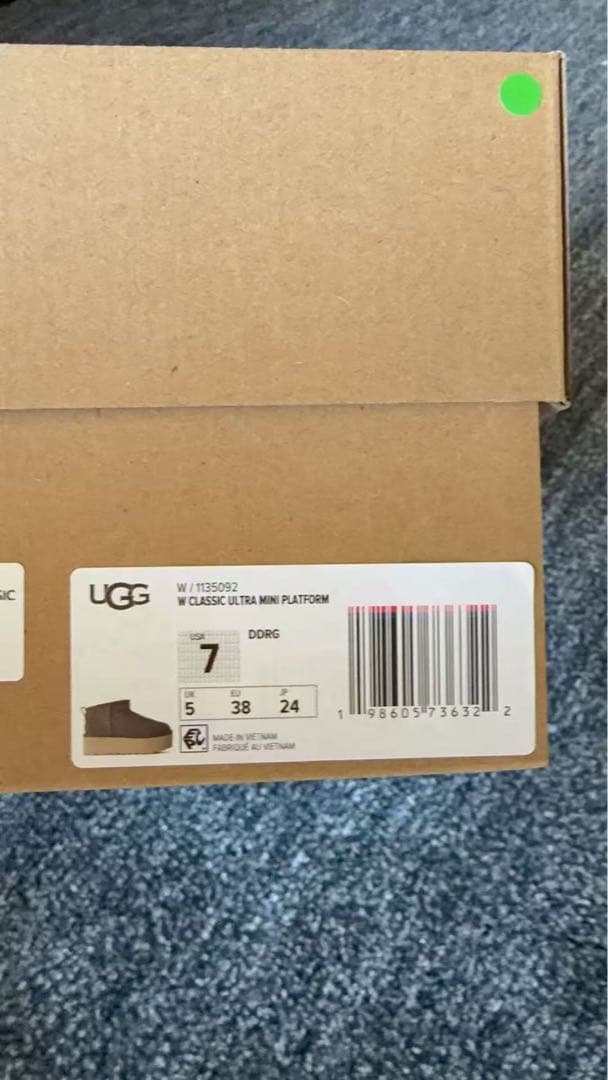 SIC
UGG
W / 1135092
W CLASSIC ULTRA MINI PLATFORM
USA
DDRG
7
UK EU JP
5 38 24
MADE IN VIETNAM
FABRIQUÉ AU VIETNAM
1 98605 73632 2